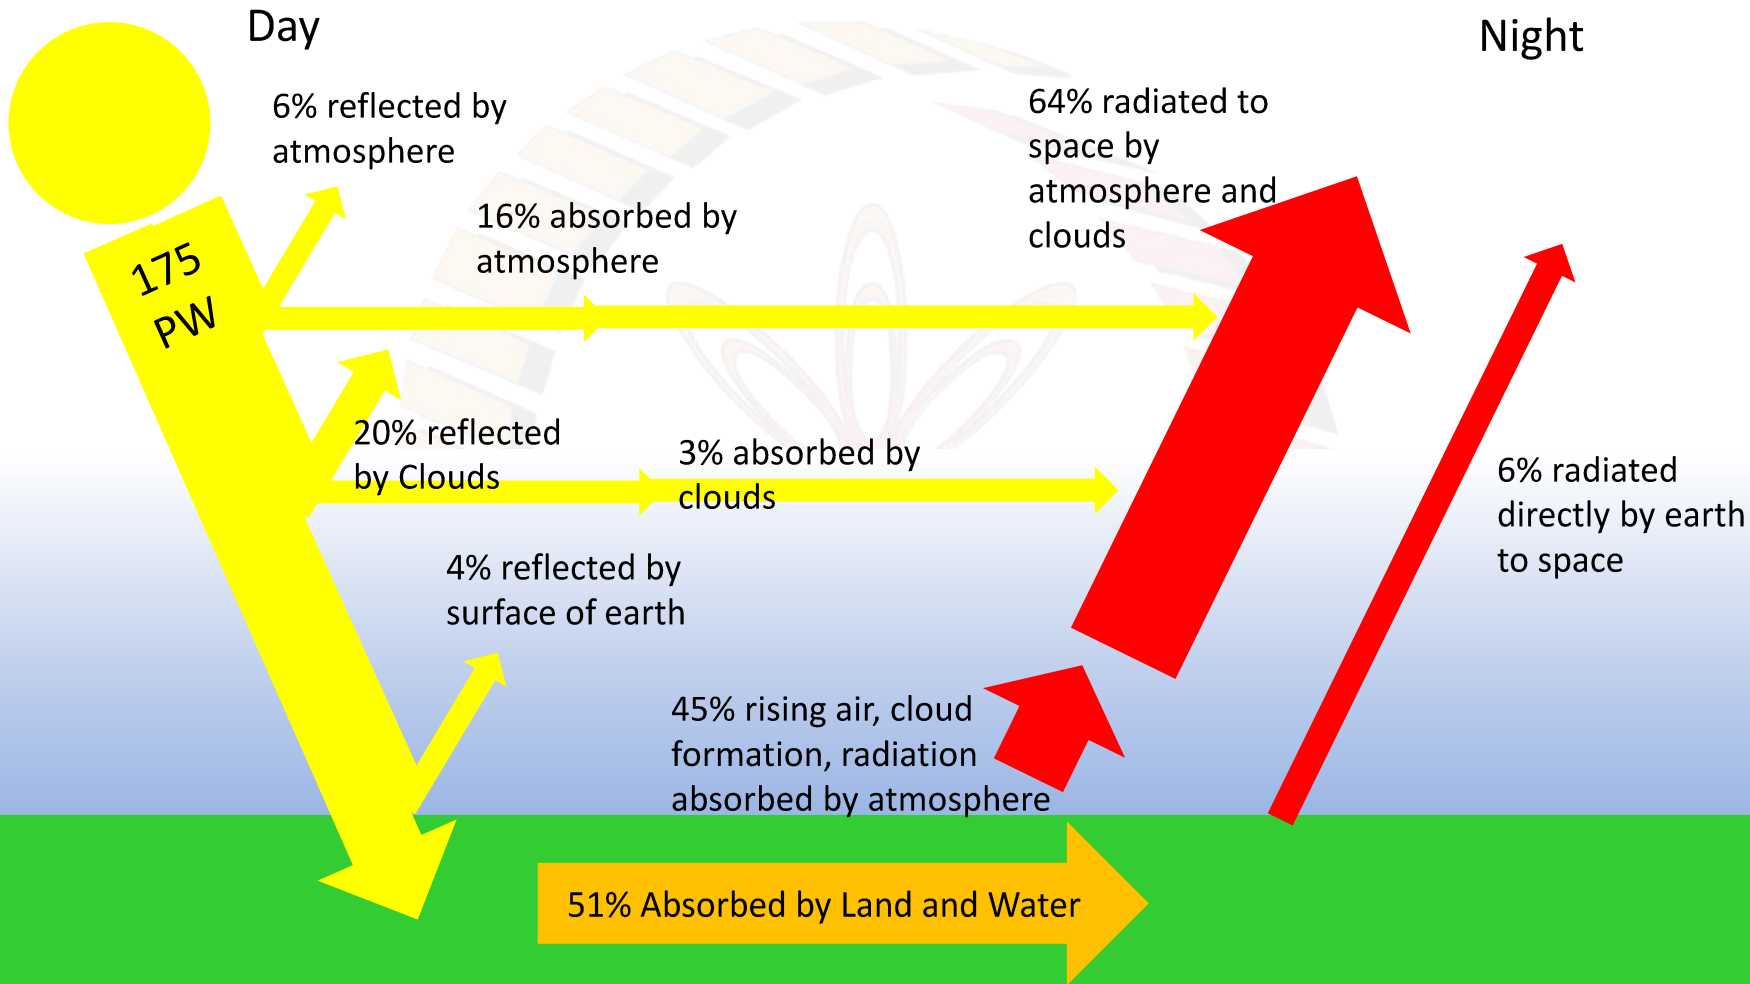 Day
Night
6% reflected by
atmosphere
64% radiated to
space by
atmosphere and
clouds
16% absorbed by
atmosphere
175
PW
20% reflected
by Clouds
3% absorbed by
clouds
6% radiated
directly by earth
to space
4% reflected by
surface of earth
45% rising air, cloud
formation, radiation
absorbed by atmosphere
51% Absorbed by Land and Water